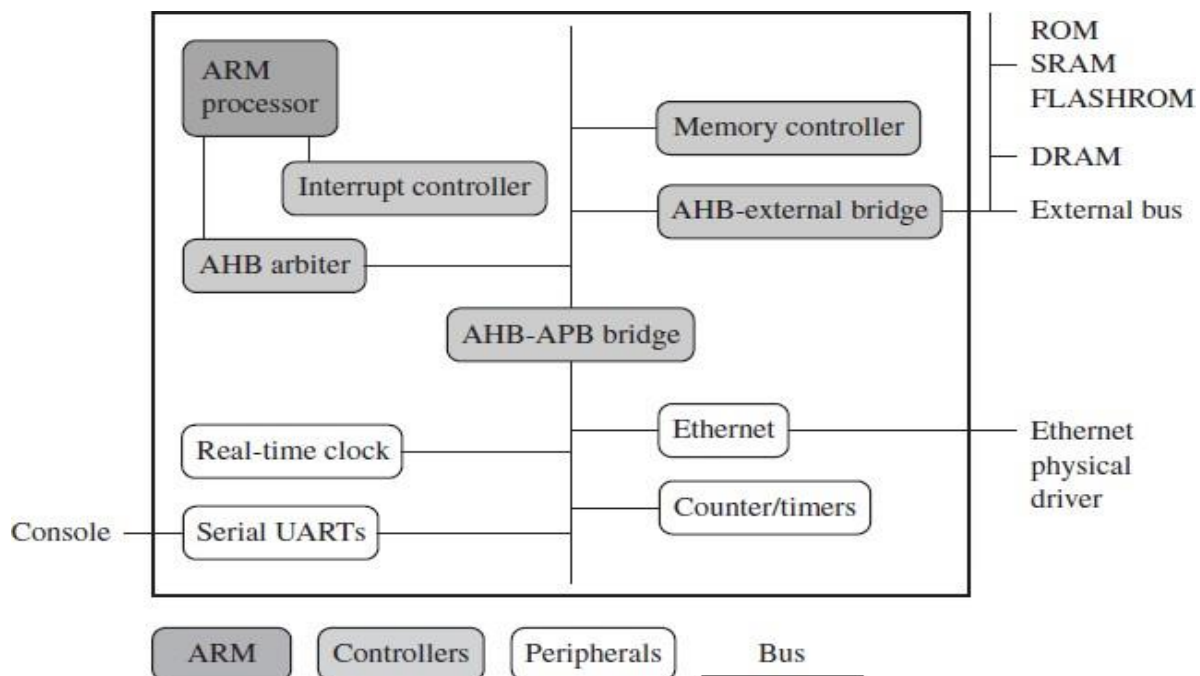 ARM
processor
Interrupt controller
AHB arbiter
Memory controller
AHB-external bridge
AHB-APB bridge
ROM
SRAM
FLASHROM
DRAM
External bus
Real-time clock
Ethernet
Ethernet
physical
driver
Console
Serial UARTs
Counter/timers
ARM
Controllers
Peripherals
Bus